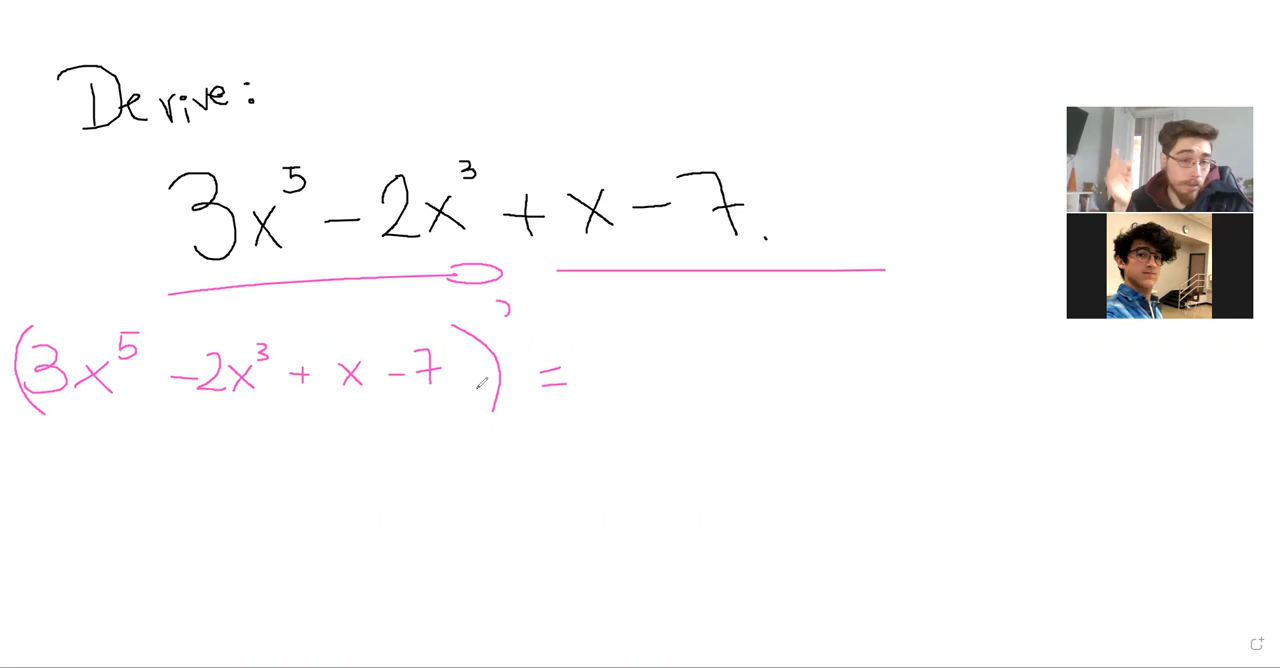 Derive:
3x⁵ - 2x³ + x - 7.
(3x⁵ - 2x³ + x - 7)' =